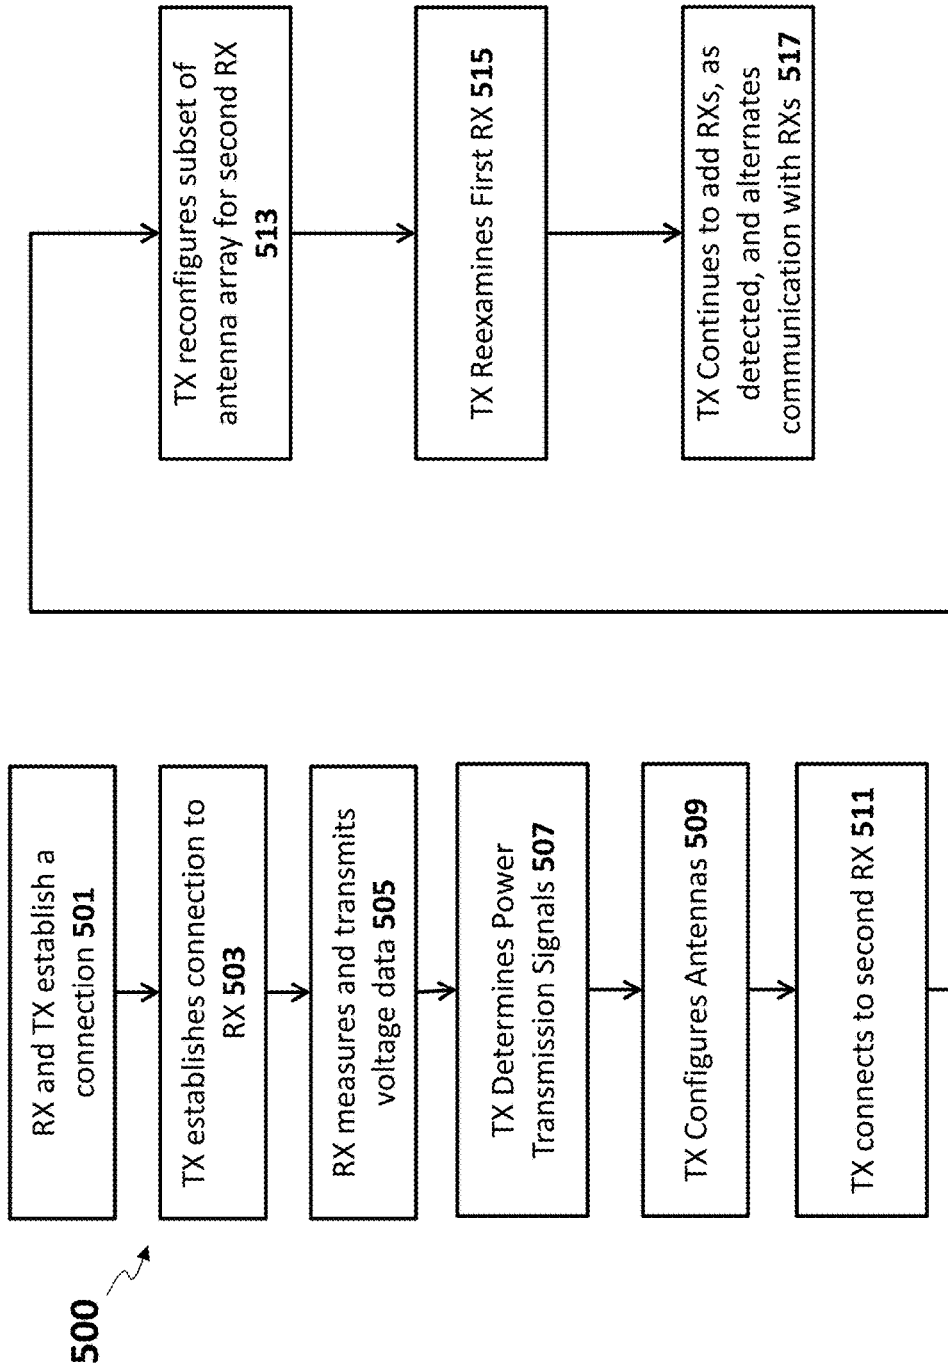 500
RX and TX establish a
connection 501
TX establishes connection to
RX 503
RX measures and transmits
voltage data 505
TX Determines Power
Transmission Signals 507
TX Configures Antennas 509
TX connects to second RX 511
TX reconfigures subset of
antenna array for second RX
513
TX Reexamines First RX 515
TX Continues to add RXs, as
detected, and alternates
communication with RXs 517